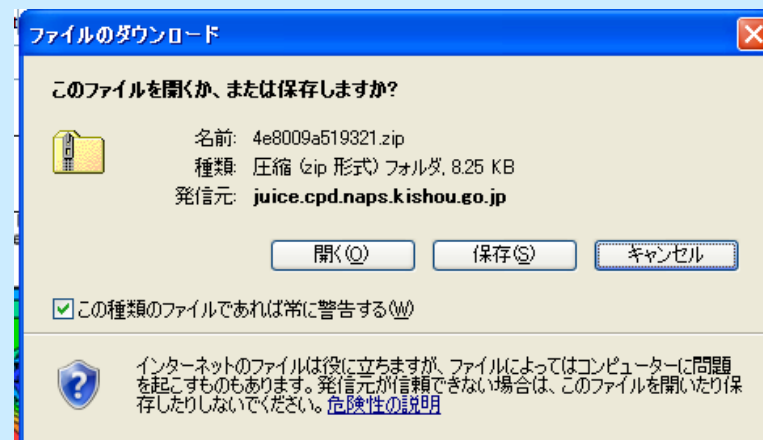 ファイルのダウンロード
このファイルを開くか、または保存しますか?
名前: 4e8009a519321.zip
種類: 圧縮 (zip 形式) フォルダ, 8.25 KB
発信元: juice.cpd.naps.kishou.go.jp
開く(O) 保存(S) キャンセル
この種類のファイルであれば常に警告する(W)
インターネットのファイルは役に立ちますが、ファイルによってはコンピューターに問題
を起こすものもあります。発信元が信頼できない場合は、このファイルを開いたり保
存したりしないでください。危険性の説明